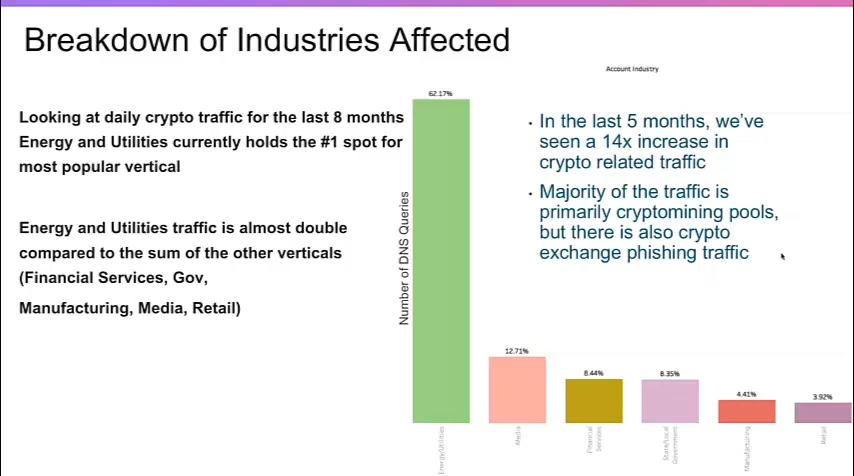 Breakdown of Industries Affected
Account Industry
Looking at daily crypto traffic for the last 8 months
Energy and Utilities currently holds the #1 spot for
most popular vertical
Energy and Utilities traffic is almost double
compared to the sum of the other verticals
(Financial Services, Gov,
Manufacturing, Media, Retail)
• In the last 5 months, we’ve
seen a 14x increase in
crypto related traffic
• Majority of the traffic is
primarily cryptomining pools,
but there is also crypto
exchange phishing traffic
Number of DNS Queries
62.17%
12.71%
8.44%
8.35%
4.41%
3.92%
Energy/Utilities
Media
Financial
Services
State/Local
Government
Manufacturing
Retail